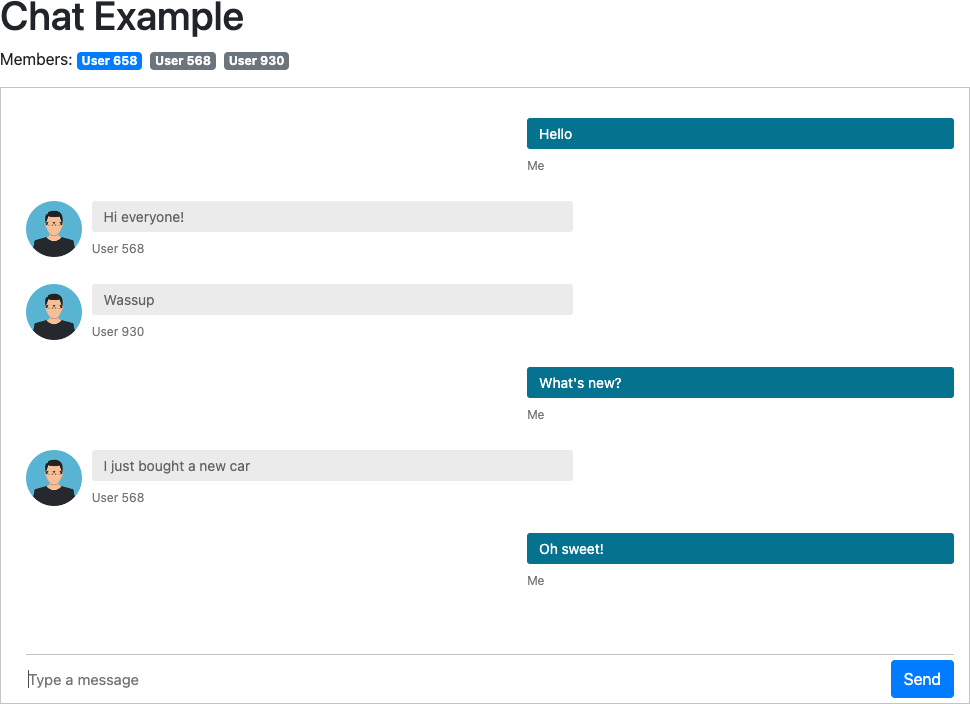 Chat Example
Members: User 658 User 568 User 930
Hello
Me
Hi everyone!
User 568
Wassup
User 930
What's new?
Me
I just bought a new car
User 568
Oh sweet!
Me
Type a message Send